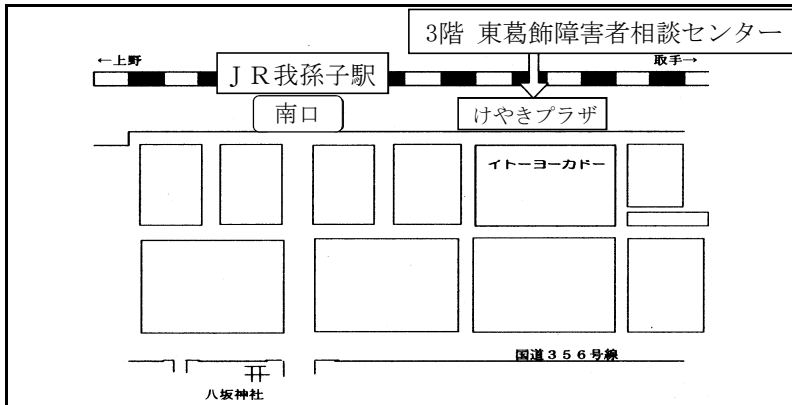 3階 東葛飾障害者相談センター
←上野
取手→
ＪＲ我孫子駅
南口
けやきプラザ
イトーヨーカドー
国道３５６号線
八坂神社